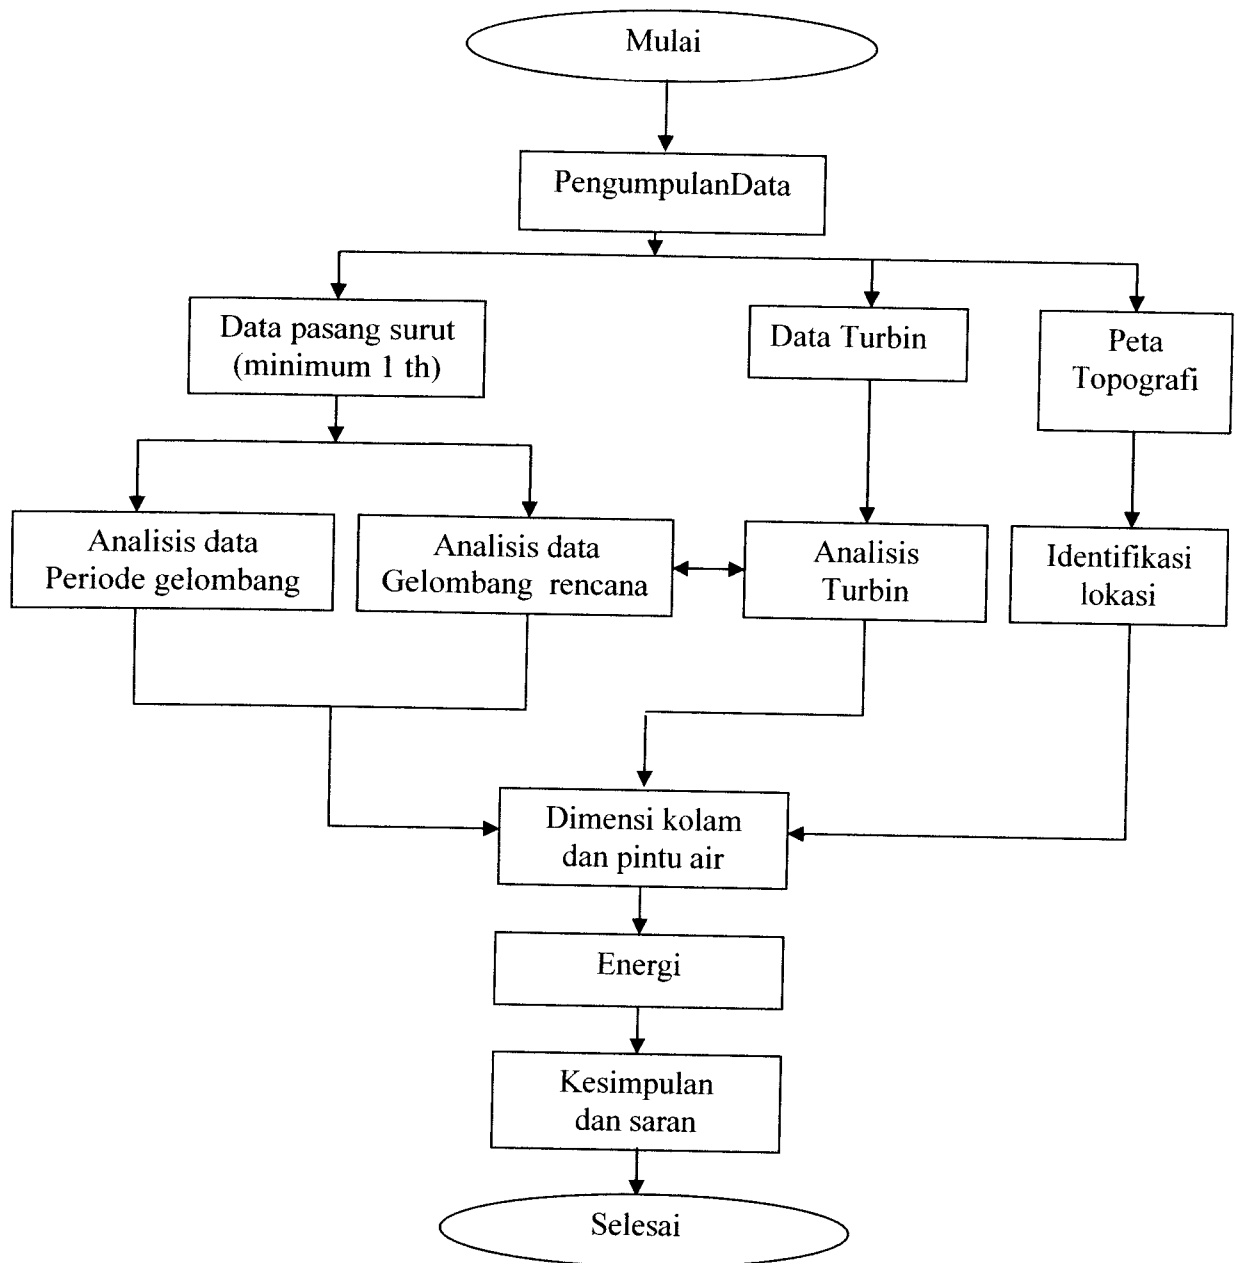 Mulai
PengumpulanData
Data pasang surut
(minimum 1 th)
Data Turbin
Peta
Topografi
Analisis data
Periode gelombang
Analisis data
Gelombang rencana
Analisis
Turbin
Identifikasi
lokasi
Dimensi kolam
dan pintu air
Energi
Kesimpulan
dan saran
Selesai